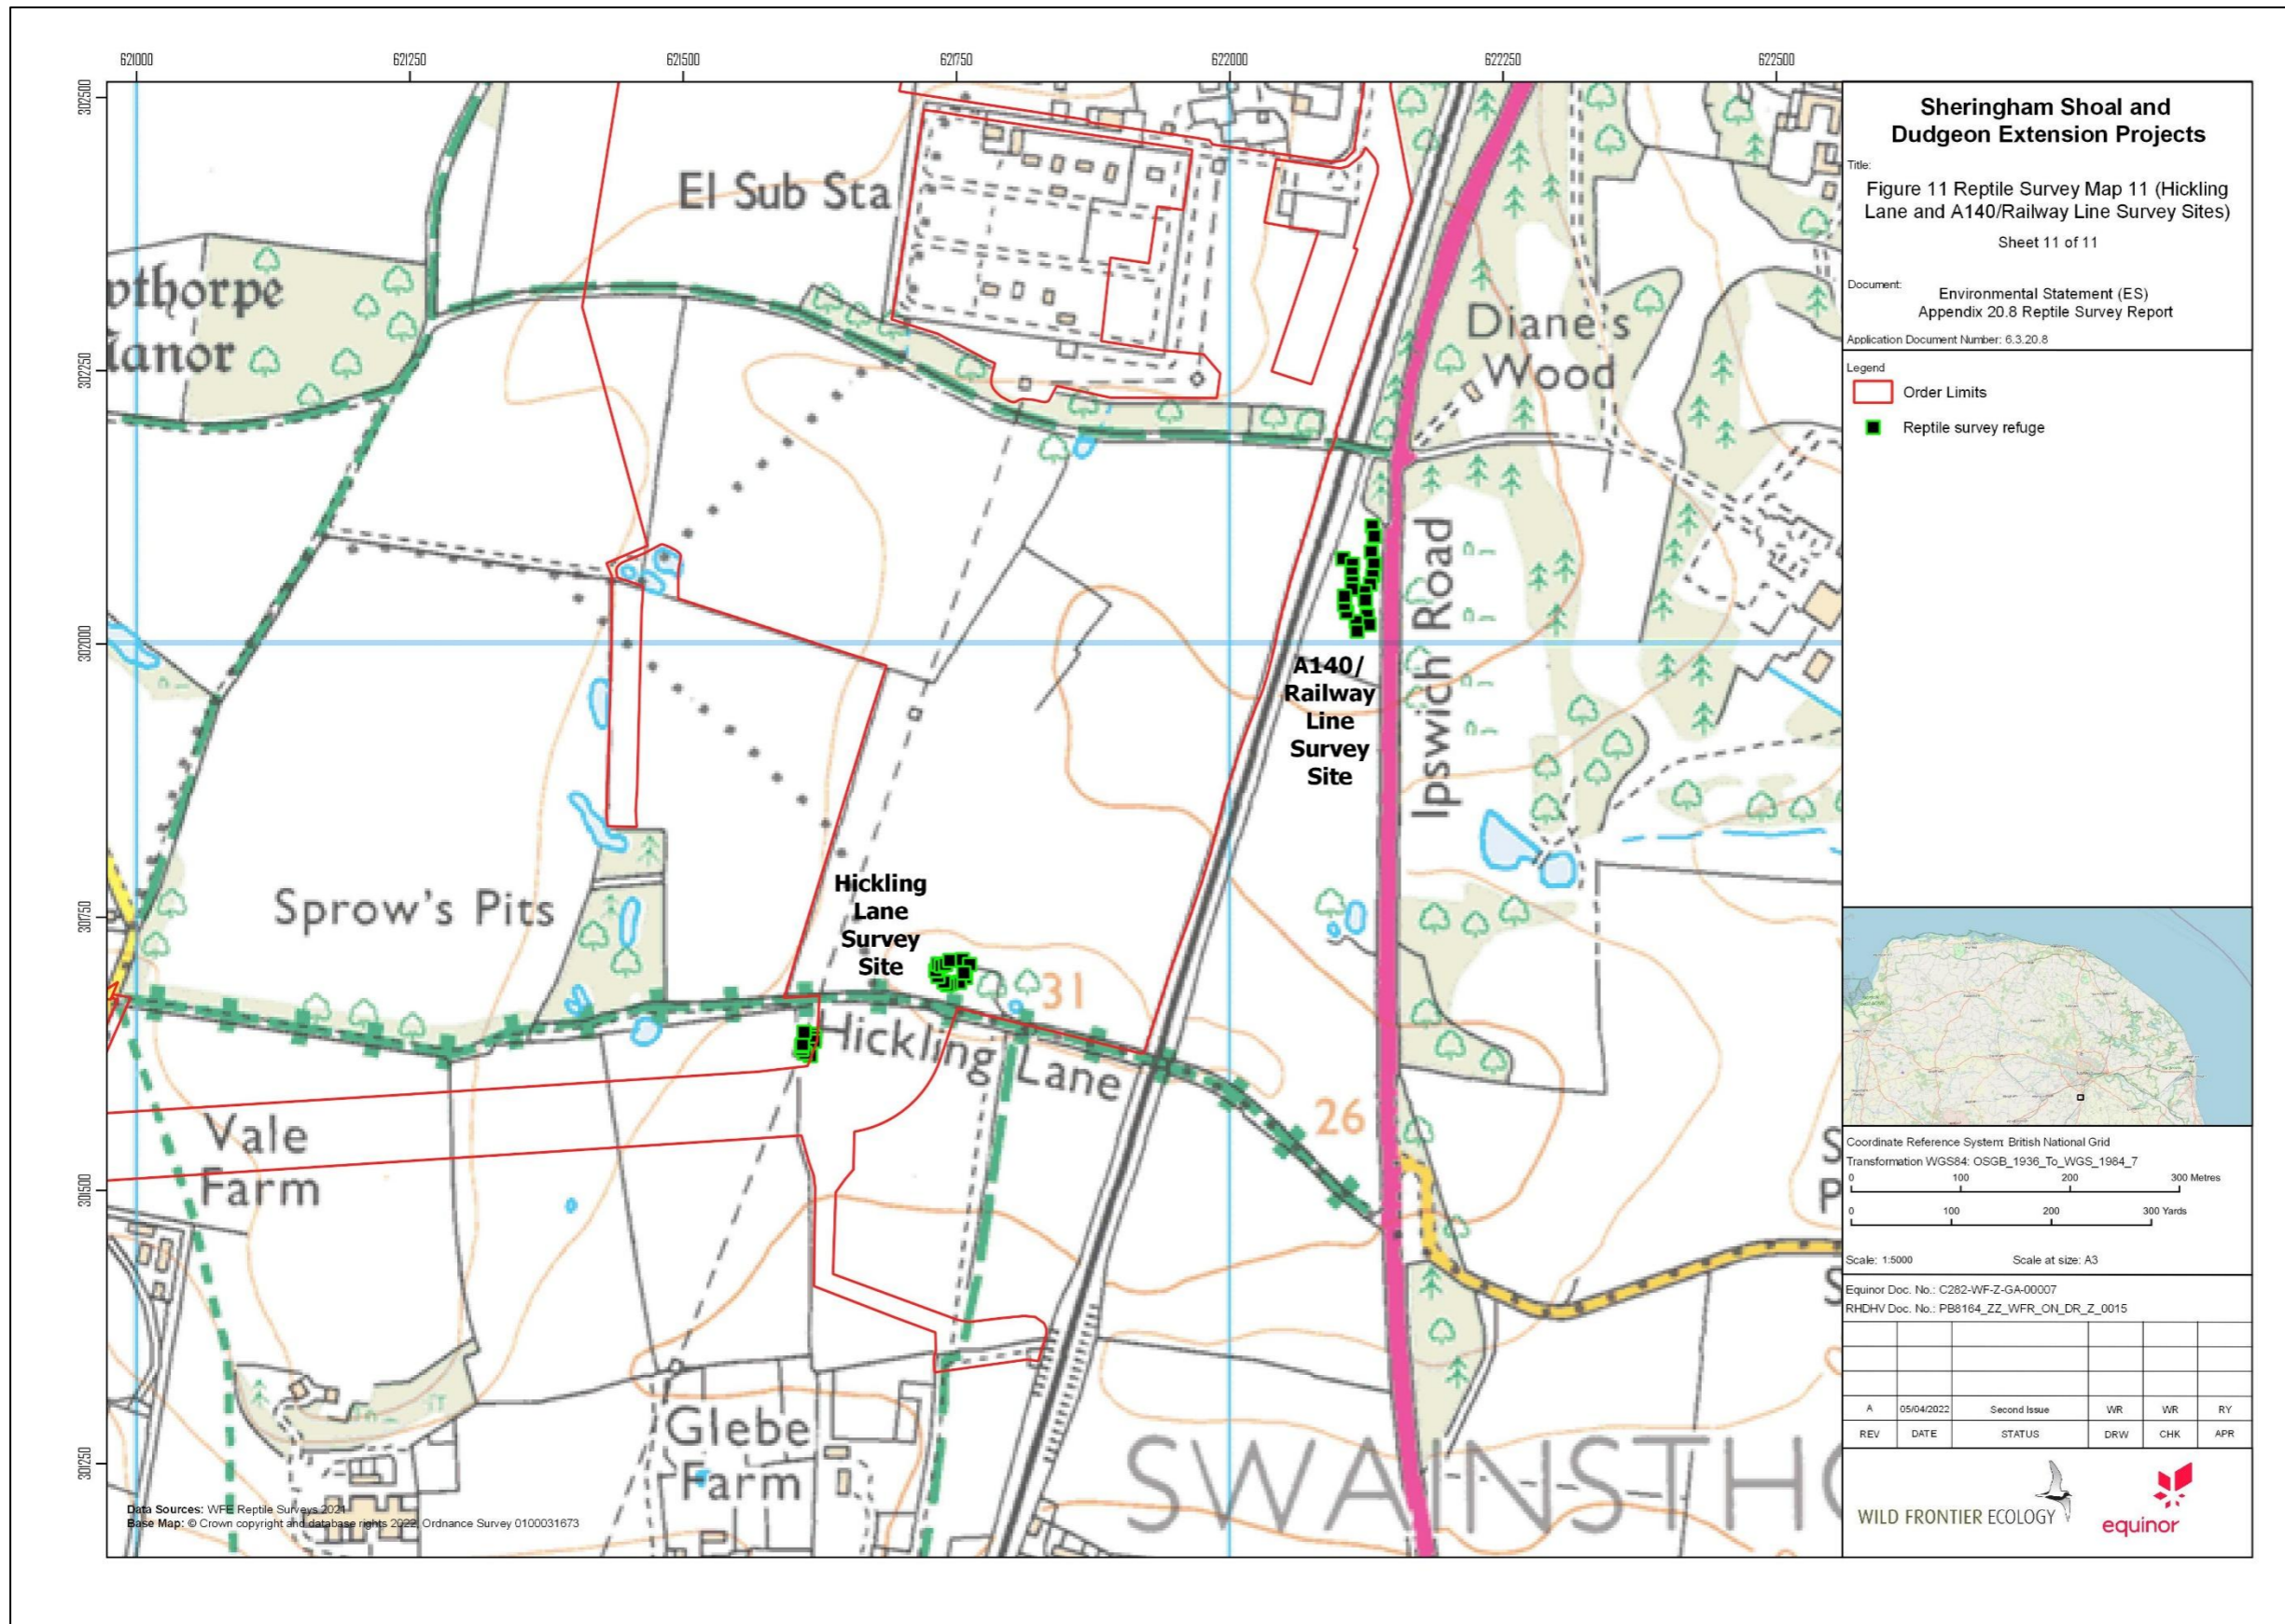 621000
621250
621500
621750
622000
622250
622500
302500
302250
302000
301750
301500
301250
El Sub Sta
Diane's
Wood
Ipswich Road
A140/
Railway
Line
Survey
Site
Sprow's Pits
Hickling
Lane
Survey
Site
31
Hickling Lane
26
Vale
Farm
Glebe
Farm
Data Sources: WFE Reptile Surveys 2021
Base Map: © Crown copyright and database rights 2022, Ordnance Survey 0100031673
Sheringham Shoal and
Dudgeon Extension Projects
Title:
Figure 11 Reptile Survey Map 11 (Hickling
Lane and A140/Railway Line Survey Sites)
Sheet 11 of 11
Document:
Environmental Statement (ES)
Appendix 20.8 Reptile Survey Report
Application Document Number: 6.3.20.8
Legend
Order Limits
Reptile survey refuge
Coordinate Reference System: British National Grid
Transformation WGS84: OSGB_1936_To_WGS_1984_7
0 100 200 300 Metres
0 100 200 300 Yards
Scale: 1:5000 Scale at size: A3
Equinor Doc. No.: C282-WF-Z-GA-00007
RHDHV Doc. No.: PB8164_ZZ_WFR_ON_DR_Z_0015
A 05/04/2022 Second Issue WR WR RY
REV DATE STATUS DRW CHK APR
WILD FRONTIER ECOLOGY
equinor